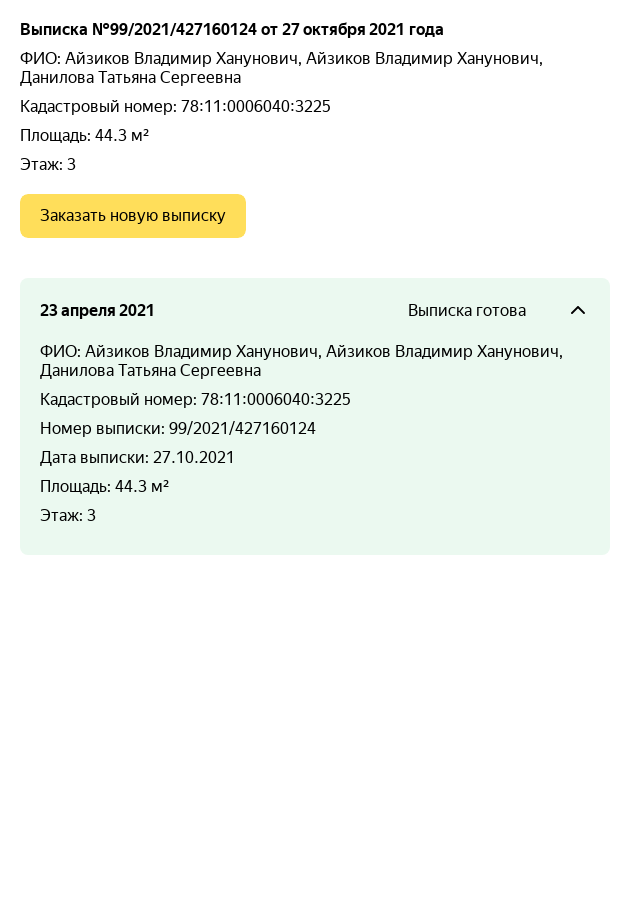 Выписка №99/2021/427160124 от 27 октября 2021 года
ФИО: Айзиков Владимир Ханунович, Айзиков Владимир Ханунович,
Данилова Татьяна Сергеевна
Кадастровый номер: 78:11:0006040:3225
Площадь: 44.3 м²
Этаж: 3
Заказать новую выписку
23 апреля 2021 Выписка готова
ФИО: Айзиков Владимир Ханунович, Айзиков Владимир Ханунович,
Данилова Татьяна Сергеевна
Кадастровый номер: 78:11:0006040:3225
Номер выписки: 99/2021/427160124
Дата выписки: 27.10.2021
Площадь: 44.3 м²
Этаж: 3